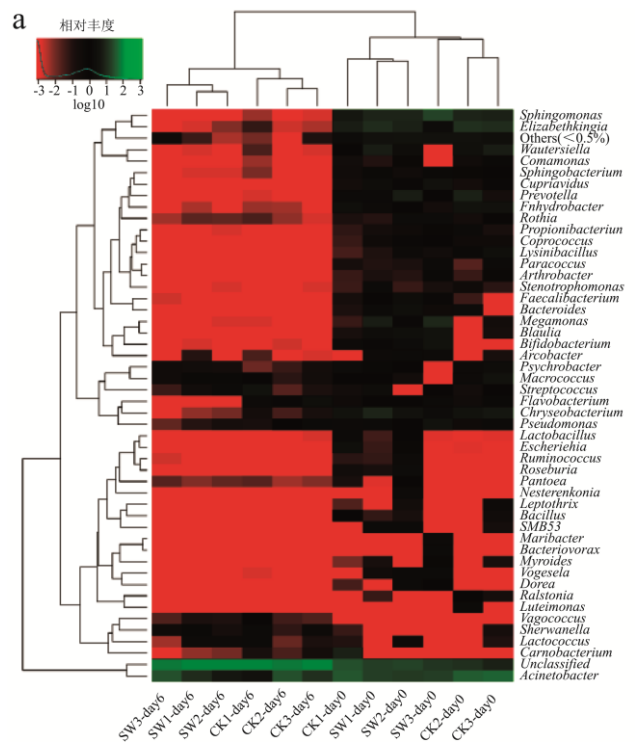 a
相对丰度
-3 -2 -1 0 1 2 3
log10
Sphingomonas
Elizabethkingia
Others(<0.5%)
Wautersiella
Comamonas
Sphingobacterium
Cupriavidus
Prevotella
Fnhydrobacter
Rothia
Propionibacteriun
Coprococcus
Lysinibacillus
Paracoccus
Arthrobacter
Stenotrophomonas
Faecalibacterium
Bacteroides
Megamonas
Blaulia
Bifidobacterium
Arcobacter
Psychrobacter
Macrococcus
Streptococcus
Flavobacterium
Chryseobacterium
Pseudomonas
Lactobacillus
Escheriehia
Ruminococcus
Roseburia
Pantoea
Nesterenkonia
Leptothrix
Bacillus
SMB53
Maribacter
Bacteriovorax
Myroides
Vogesela
Dorea
Ralstonia
Luteimonas
Vagococcus
Sherwanella
Lactococcus
Carnobacterium
Unclassified
Acinetobacter
SW3-day6
SW1-day6
SW2-day6
CK1-day6
CK2-day6
CK3-day6
CK1-day0
SW1-day0
SW2-day0
SW3-day0
CK2-day0
CK3-day0